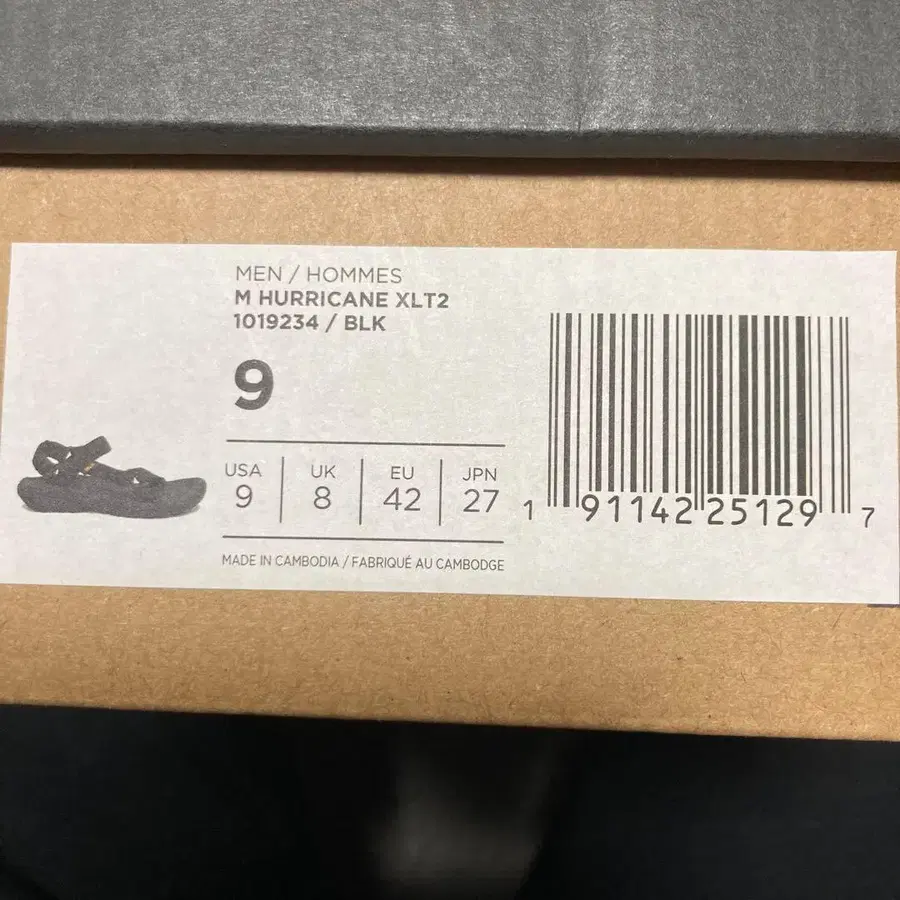 MEN / HOMMES
M HURRICANE XLT2
1019234 / BLK
9
USA UK EU JPN
9 8 42 27
MADE IN CAMBODIA / FABRIQUÉ AU CAMBODGE
1 91142 25129 7